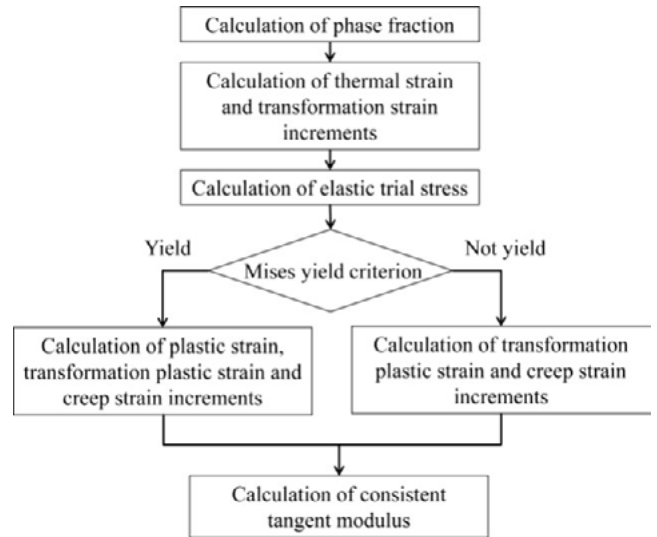 Calculation of phase fraction
Calculation of thermal strain
and transformation strain
increments
Calculation of elastic trial stress
Yield
Not yield
Mises yield criterion
Calculation of plastic strain,
transformation plastic strain and
creep strain increments
Calculation of transformation
plastic strain and creep strain
increments
Calculation of consistent
tangent modulus